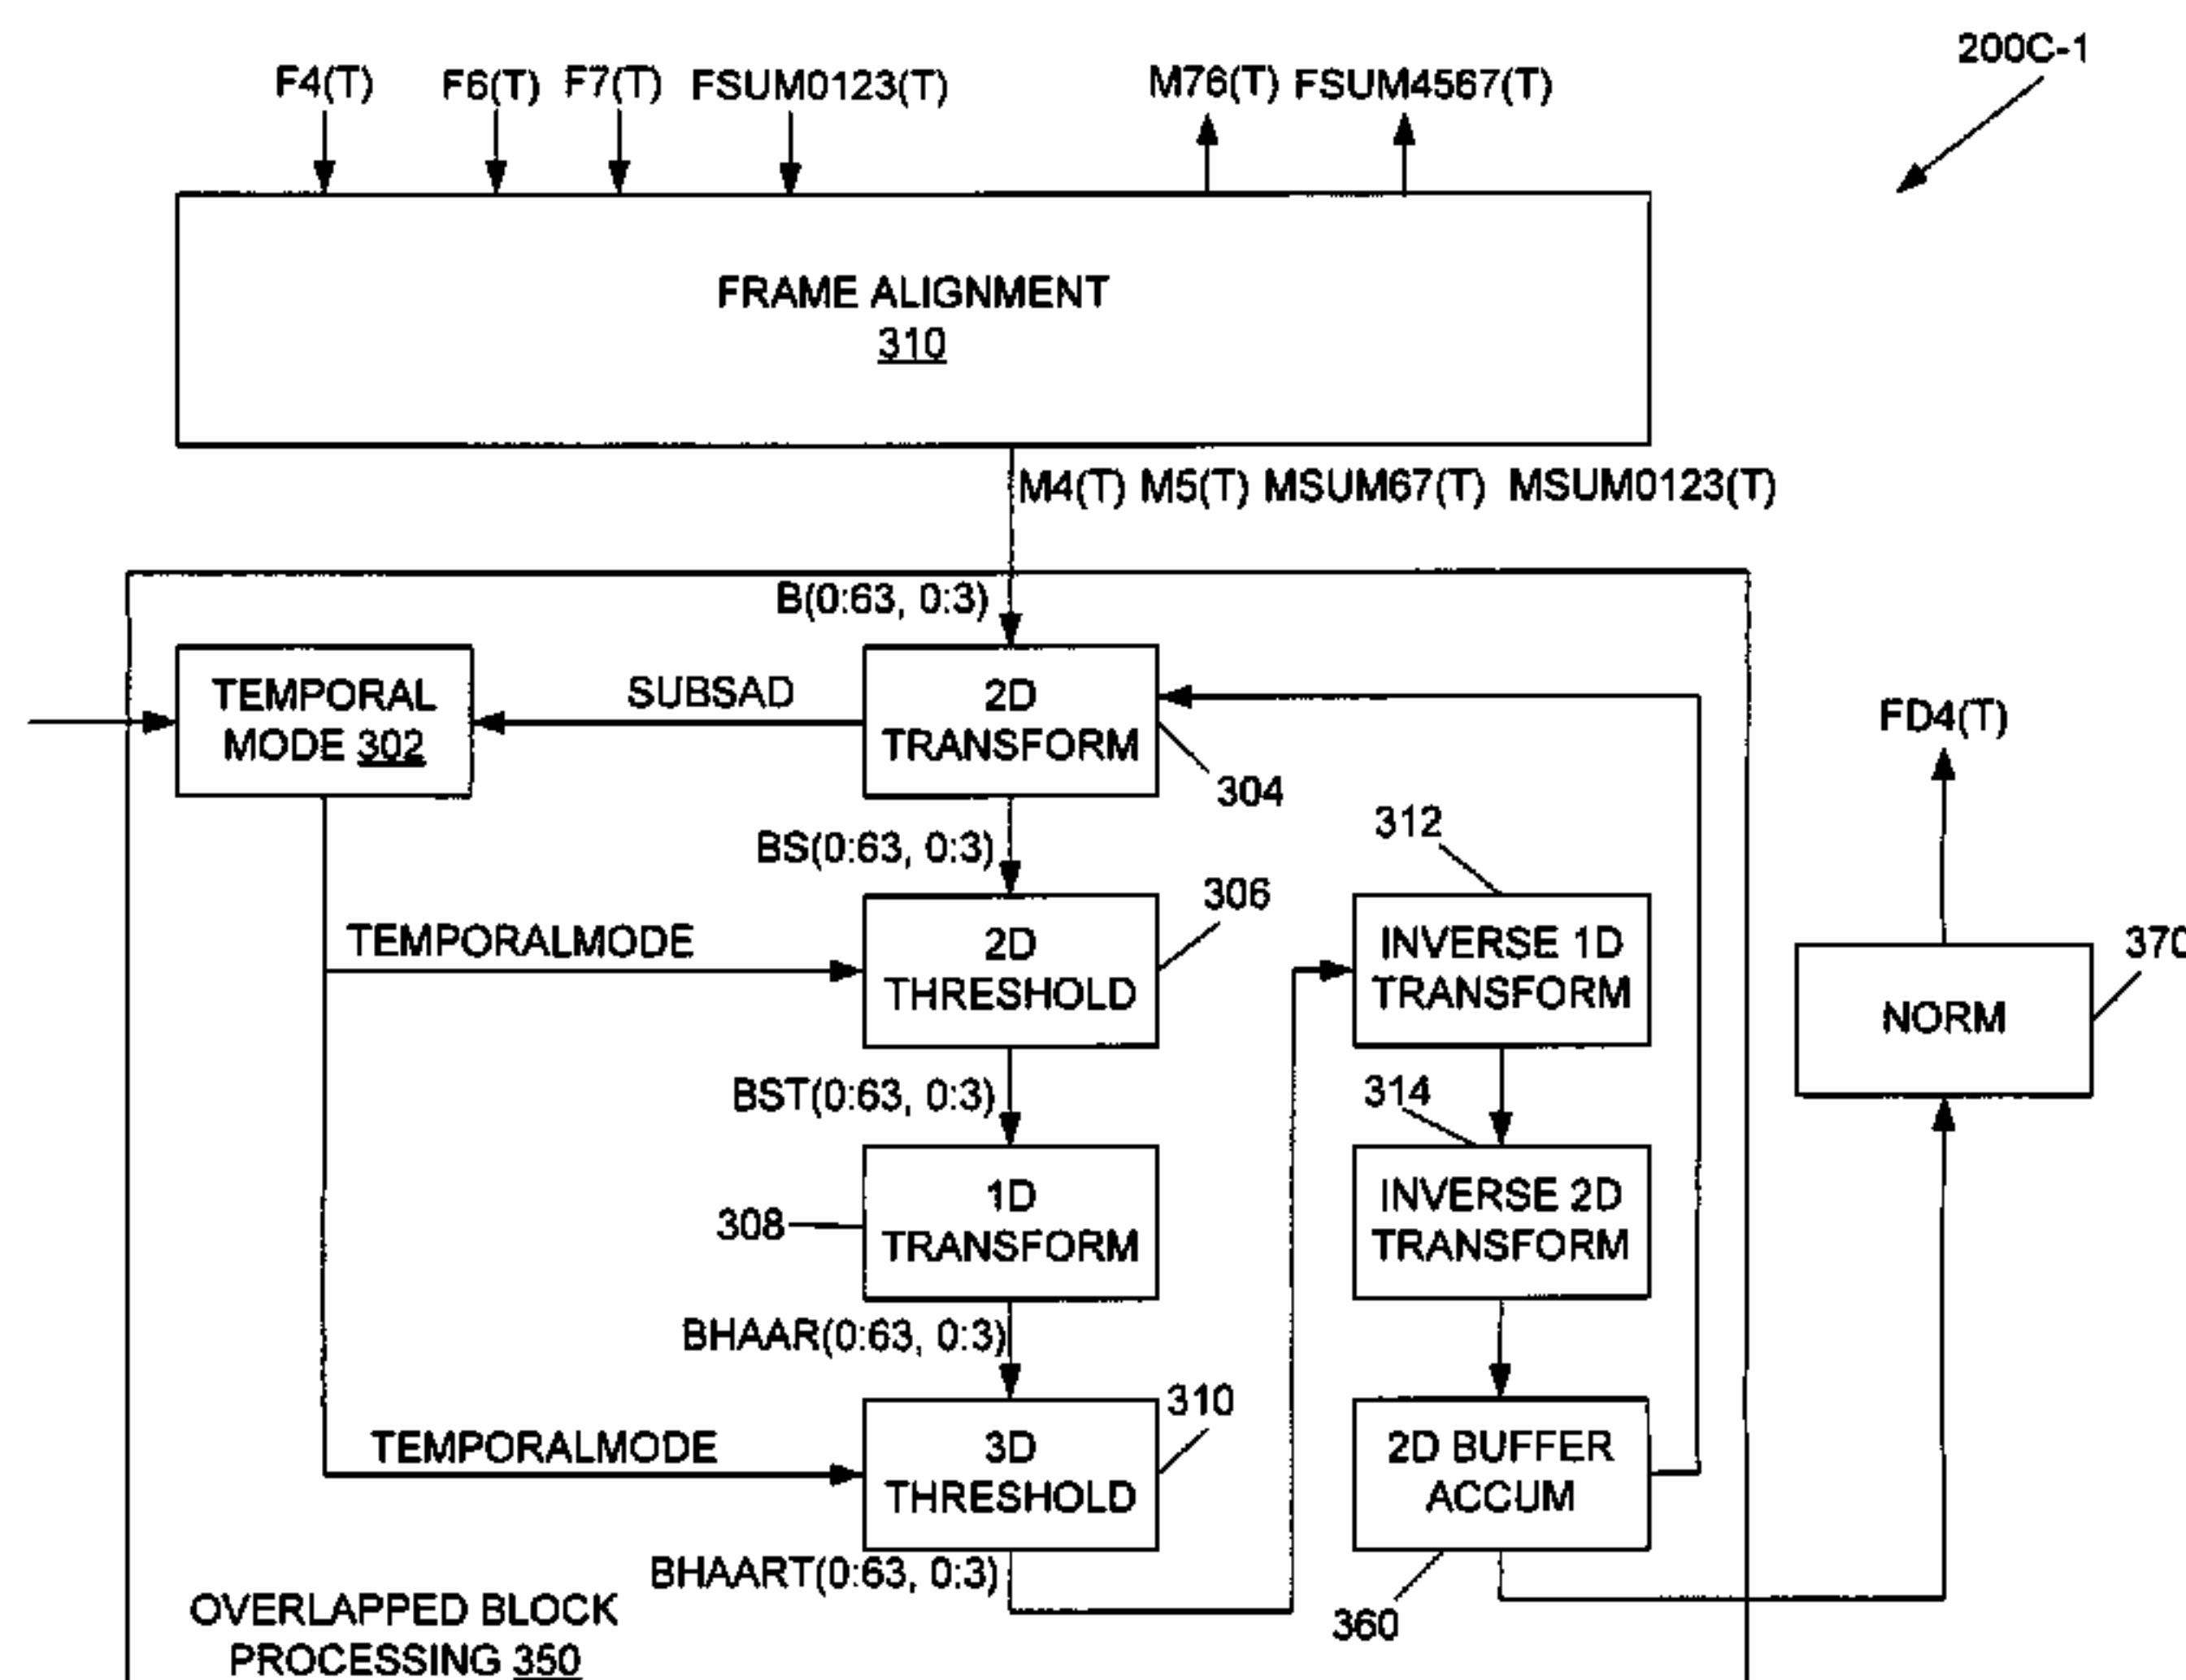 200C-1
F4(T) F6(T) F7(T) FSUM0123(T) M76(T) FSUM4567(T)
FRAME ALIGNMENT
310
M4(T) M5(T) MSUM67(T) MSUM0123(T)
B(0:63, 0:3)
TEMPORAL
MODE 302
SUBSAD
2D
TRANSFORM
304
FD4(T)
BS(0:63, 0:3)
312
306
TEMPORALMODE
2D
THRESHOLD
INVERSE 1D
TRANSFORM
370
NORM
BST(0:63, 0:3)
314
308
1D
TRANSFORM
INVERSE 2D
TRANSFORM
BHAAR(0:63, 0:3)
310
TEMPORALMODE
3D
THRESHOLD
2D BUFFER
ACCUM
BHAART(0:63, 0:3)
360
OVERLAPPED BLOCK
PROCESSING 350